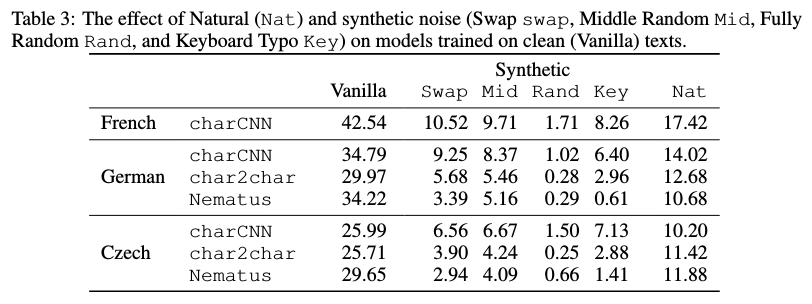 Table 3: The effect of Natural (Nat) and synthetic noise (Swap swap, Middle Random Mid, Fully
Random Rand, and Keyboard Typo Key) on models trained on clean (Vanilla) texts.
Synthetic
Vanilla Swap Mid Rand Key Nat
French charCNN 42.54 10.52 9.71 1.71 8.26 17.42
charCNN 34.79 9.25 8.37 1.02 6.40 14.02
German char2char 29.97 5.68 5.46 0.28 2.96 12.68
Nematus 34.22 3.39 5.16 0.29 0.61 10.68
charCNN 25.99 6.56 6.67 1.50 7.13 10.20
Czech char2char 25.71 3.90 4.24 0.25 2.88 11.42
Nematus 29.65 2.94 4.09 0.66 1.41 11.88